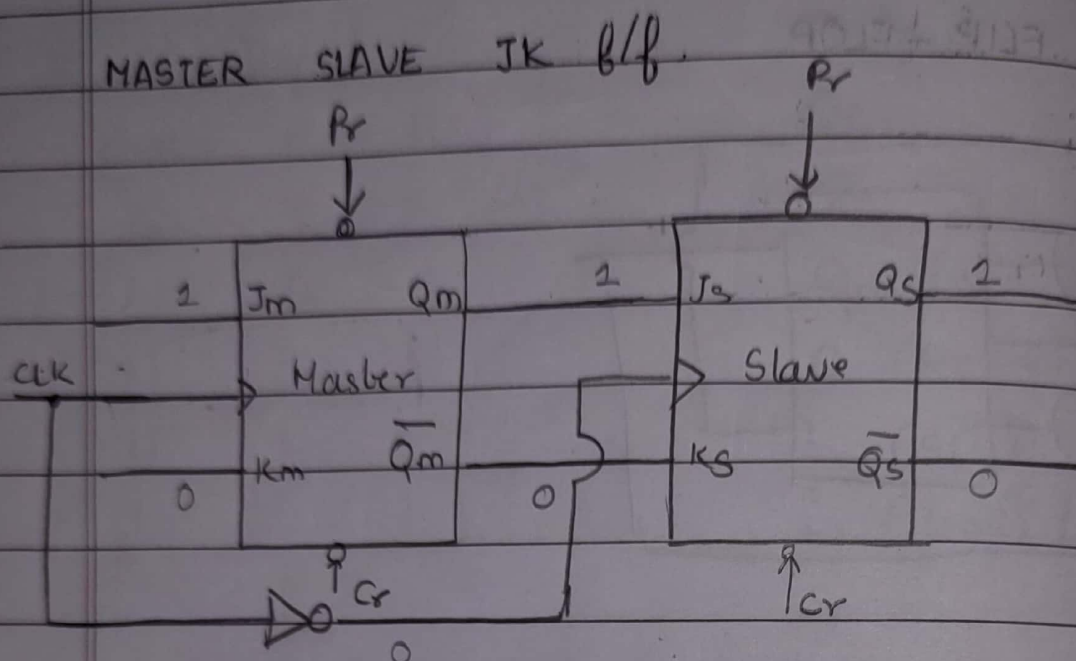 MASTER SLAVE JK f/f.
Pr Pr
1 Jm Qm 1 Js Qs 1
CLK Master Slave
Km Q̅m Ks Q̅s
0 0 0
Cr Cr
0